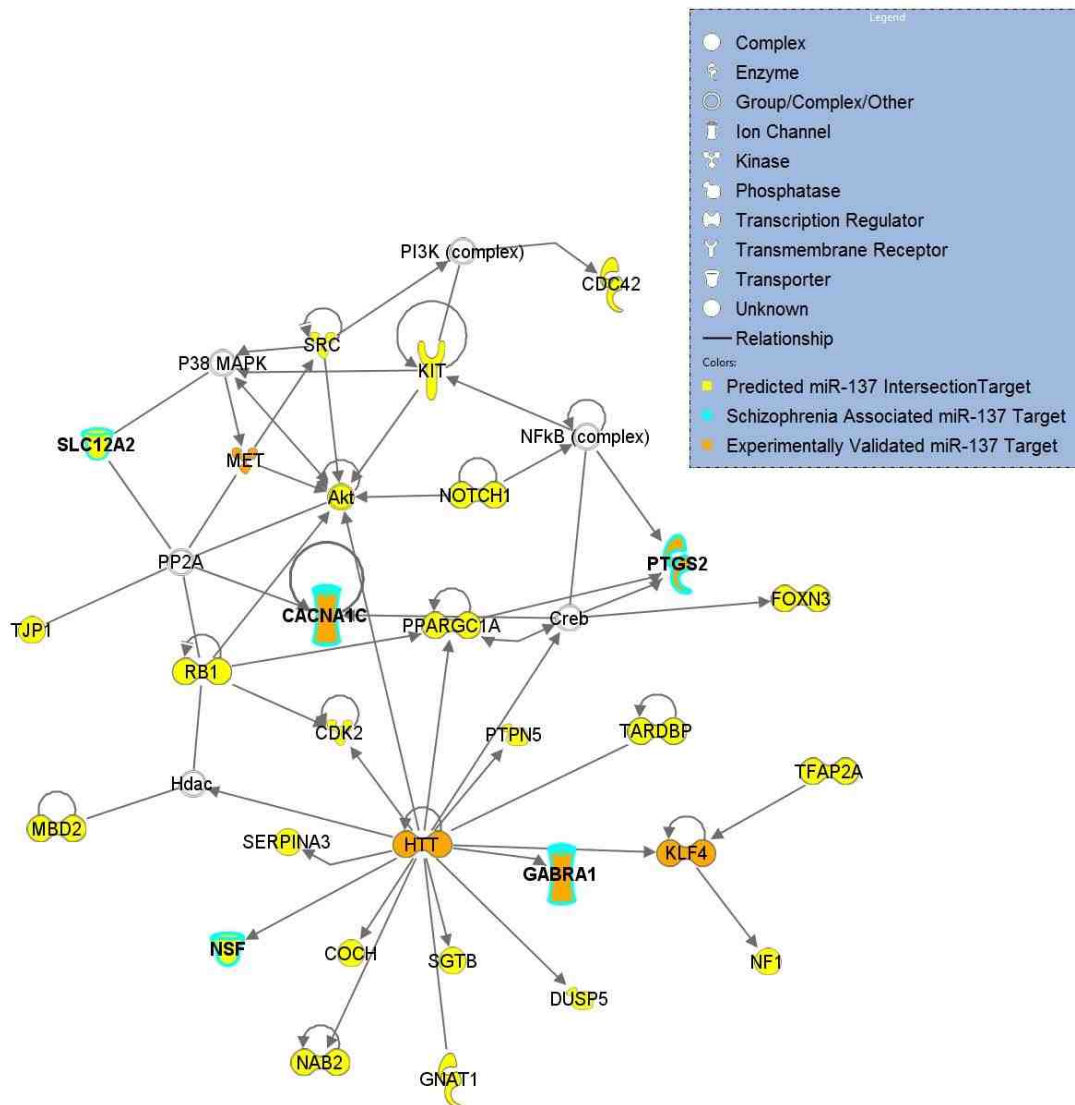 Legend
Complex
Enzyme
Group/Complex/Other
Ion Channel
Kinase
Phosphatase
Transcription Regulator
Transmembrane Receptor
Transporter
Unknown
Relationship
Colors:
Predicted miR-137 IntersectionTarget
Schizophrenia Associated miR-137 Target
Experimentally Validated miR-137 Target
PI3K (complex)
CDC42
SRC
P38 MAPK
KIT
NFkB (complex)
SLC12A2
MET
Akt
NOTCH1
PP2A
PTGS2
CACNA1C
FOXN3
TJP1
PPARGC1A
Creb
RB1
CDK2
PTPN5
TARDBP
Hdac
TFAP2A
MBD2
SERPINA3
HTT
KLF4
GABRA1
NSF
COCH
SGTB
NF1
DUSP5
NAB2
GNAT1